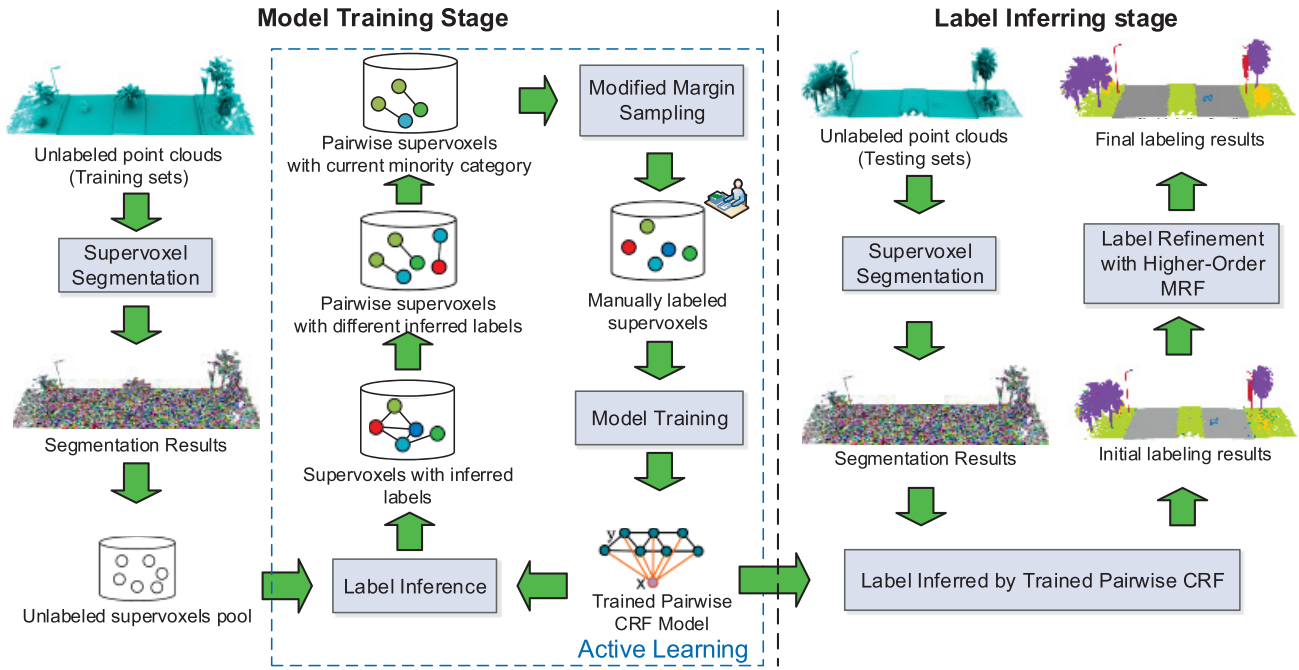 Model Training Stage
Unlabeled point clouds
(Training sets)
Supervoxel
Segmentation
Segmentation Results
Unlabeled supervoxels pool
Label Inference
Supervoxels with inferred
labels
Pairwise supervoxels
with different inferred labels
Pairwise supervoxels
with current minority category
Modified Margin
Sampling
Manually labeled
supervoxels
Model Training
y
x
Trained Pairwise
CRF Model
Active Learning
Label Inferring stage
Unlabeled point clouds
(Testing sets)
Supervoxel
Segmentation
Segmentation Results
Label Inferred by Trained Pairwise CRF
Initial labeling results
Label Refinement
with Higher-Order
MRF
Final labeling results